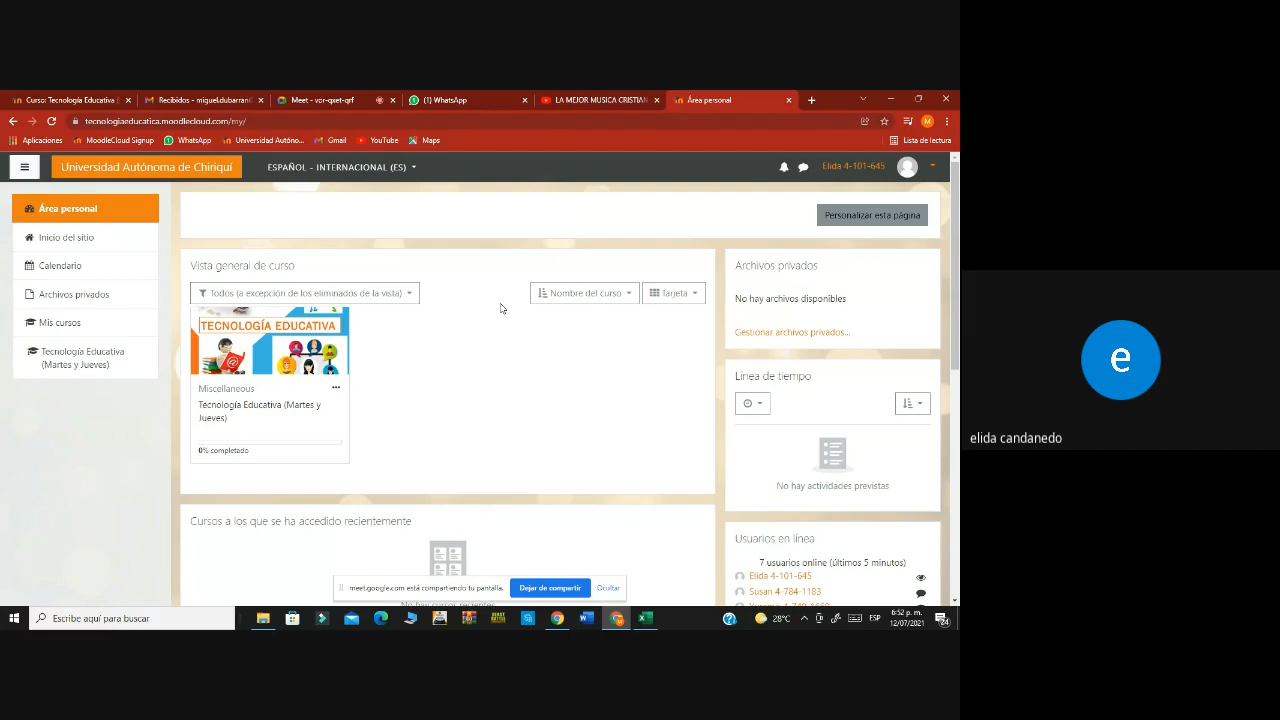 Curso: Tecnología Educativa (
Recibidos - miguel.dubarran@
Meet - vor-qxet-qrf
(1) WhatsApp
LA MEJOR MUSICA CRISTIAN
Área personal
tecnologiaeducatica.moodlecloud.com/my/
Aplicaciones
MoodleCloud Signup
WhatsApp
Universidad Autóno...
Gmail
YouTube
Maps
Lista de lectura
Universidad Autónoma de Chiriquí
ESPAÑOL - INTERNACIONAL (ES)
Elida 4-101-645
Área personal
Inicio del sitio
Calendario
Archivos privados
Mis cursos
Tecnología Educativa
(Martes y Jueves)
Personalizar esta página
Vista general de curso
Todos (a excepción de los eliminados de la vista)
Nombre del curso
Tarjeta
TECNOLOGÍA EDUCATIVA
Miscellaneous
Tecnología Educativa (Martes y
Jueves)
0% completado
Cursos a los que se ha accedido recientemente
Archivos privados
No hay archivos disponibles
Gestionar archivos privados...
Línea de tiempo
No hay actividades previstas
Usuarios en línea
7 usuarios online (últimos 5 minutos)
Elida 4-101-645
Susan 4-784-1183
meet.google.com está compartiendo tu pantalla.
Dejar de compartir
Ocultar
Escribe aquí para buscar
28°C
ESP
6:52 p. m.
12/07/2021
24
e
elida candanedo